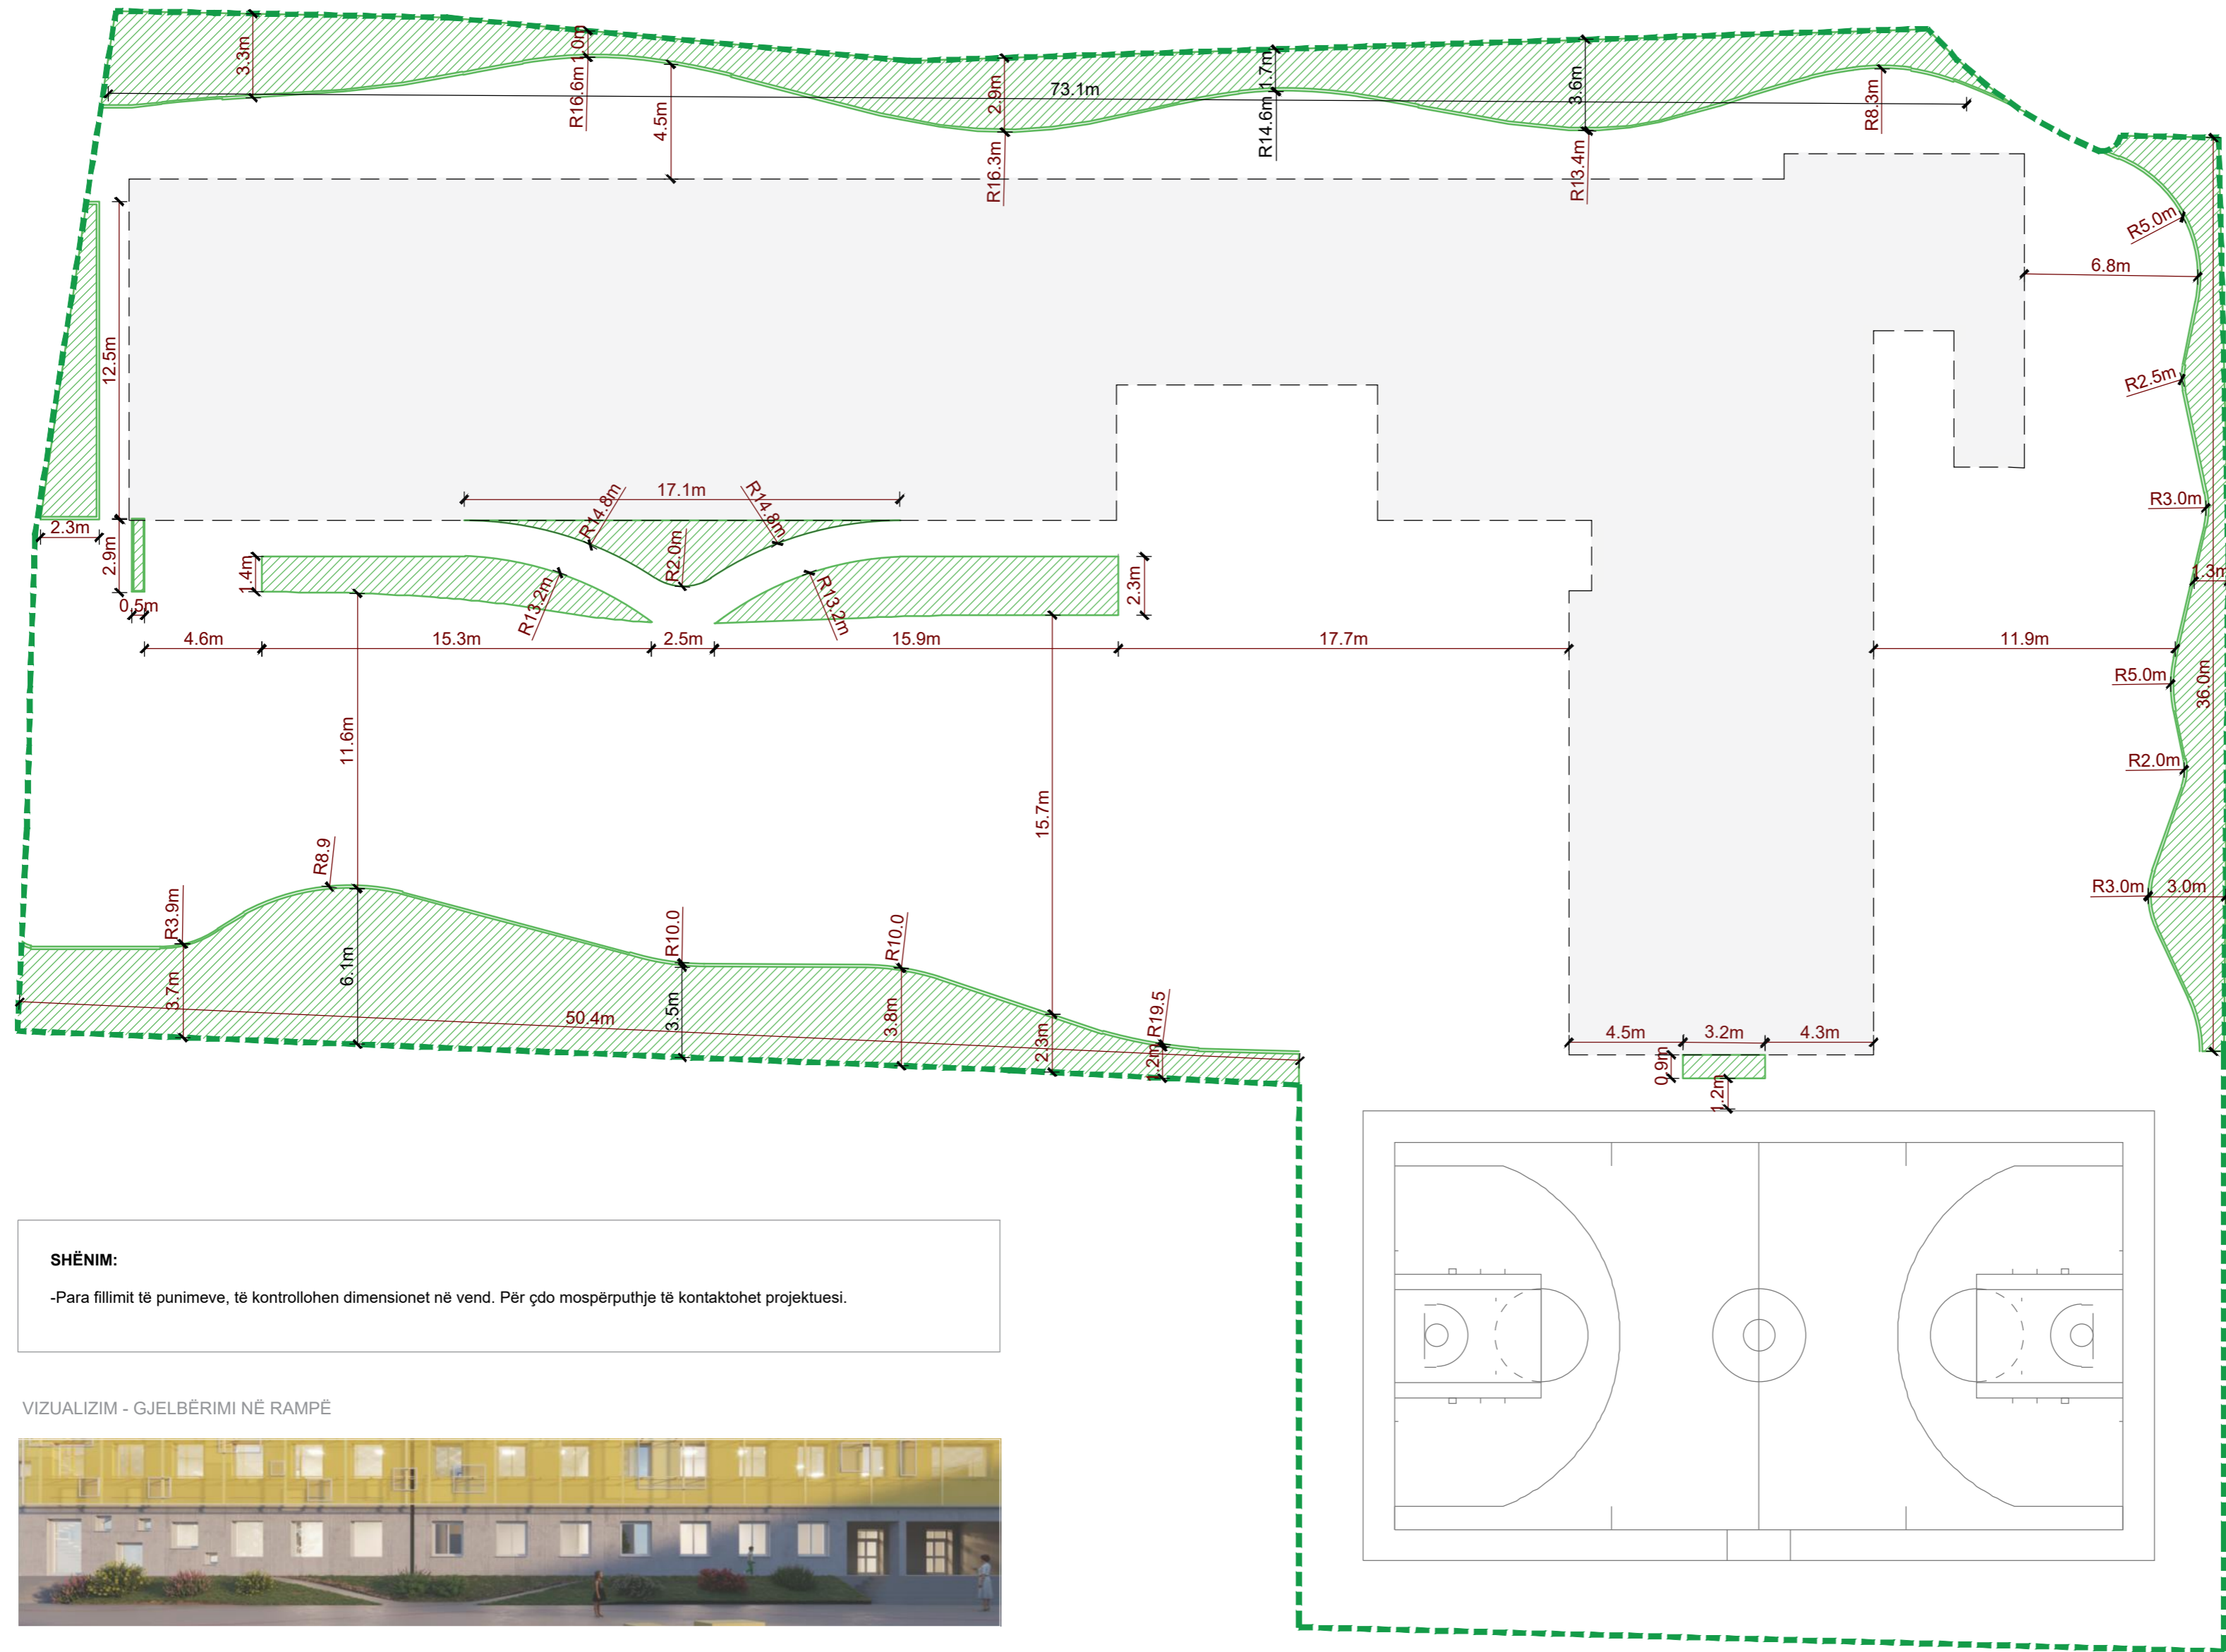 3.3m
1.0m
R16.6m
4.5m
2.9m
R16.3m
73.1m
1.7m
R14.6m
3.6m
R13.4m
R8.3m
R5.0m
6.8m
12.5m
R2.5m
17.1m
R14.8m
R14.8m
R3.0m
2.3m
2.9m
1.4m
R2.0m
R13.2m
R13.2m
2.3m
1.3m
0.5m
4.6m
15.3m
2.5m
15.9m
17.7m
11.9m
R5.0m
36.0m
11.6m
R2.0m
15.7m
R8.9
R3.9m
R3.0m
3.0m
R10.0
R10.0
6.1m
3.7m
3.5m
3.8m
R19.5
50.4m
2.3m
1.2m
4.5m
3.2m
4.3m
0.9m
1.2m
SHËNIM:
-Para fillimit të punimeve, të kontrollohen dimensionet në vend. Për çdo mospërputhje të kontaktohet projektuesi.
VIZUALIZIM - GJELBËRIMI NË RAMPË